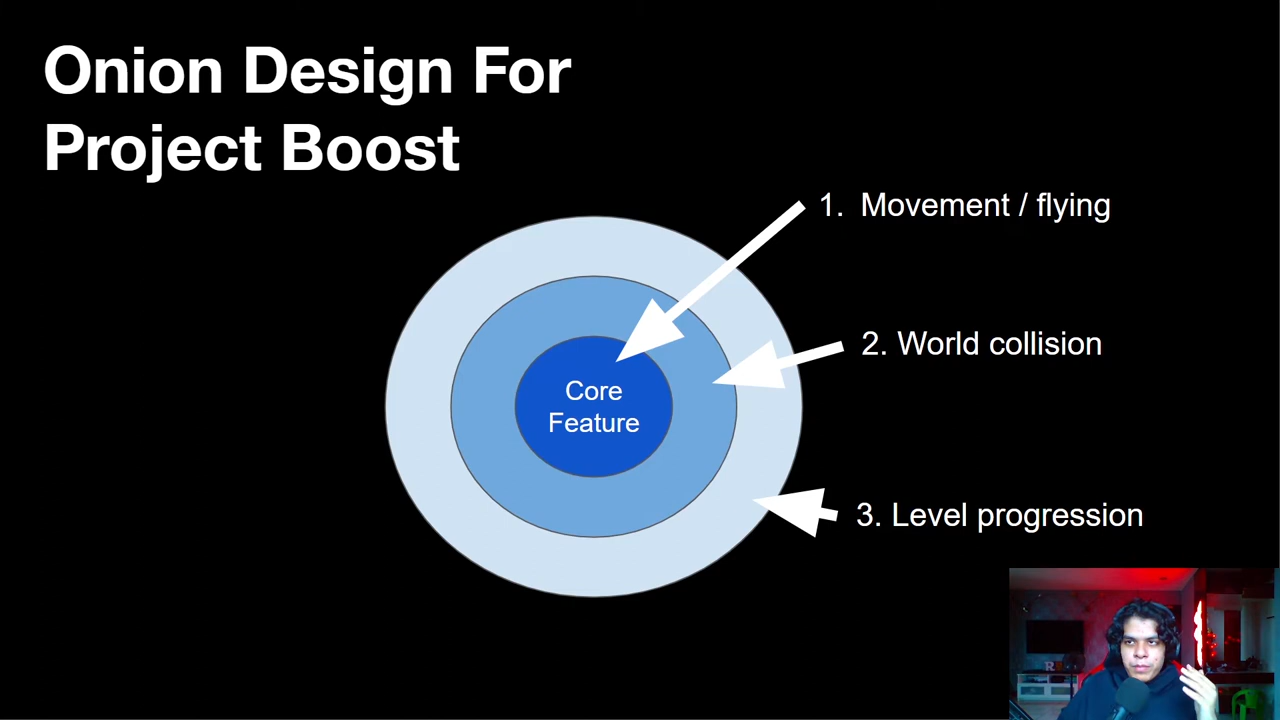 Onion Design For
Project Boost
1. Movement / flying
2. World collision
Core
Feature
3. Level progression